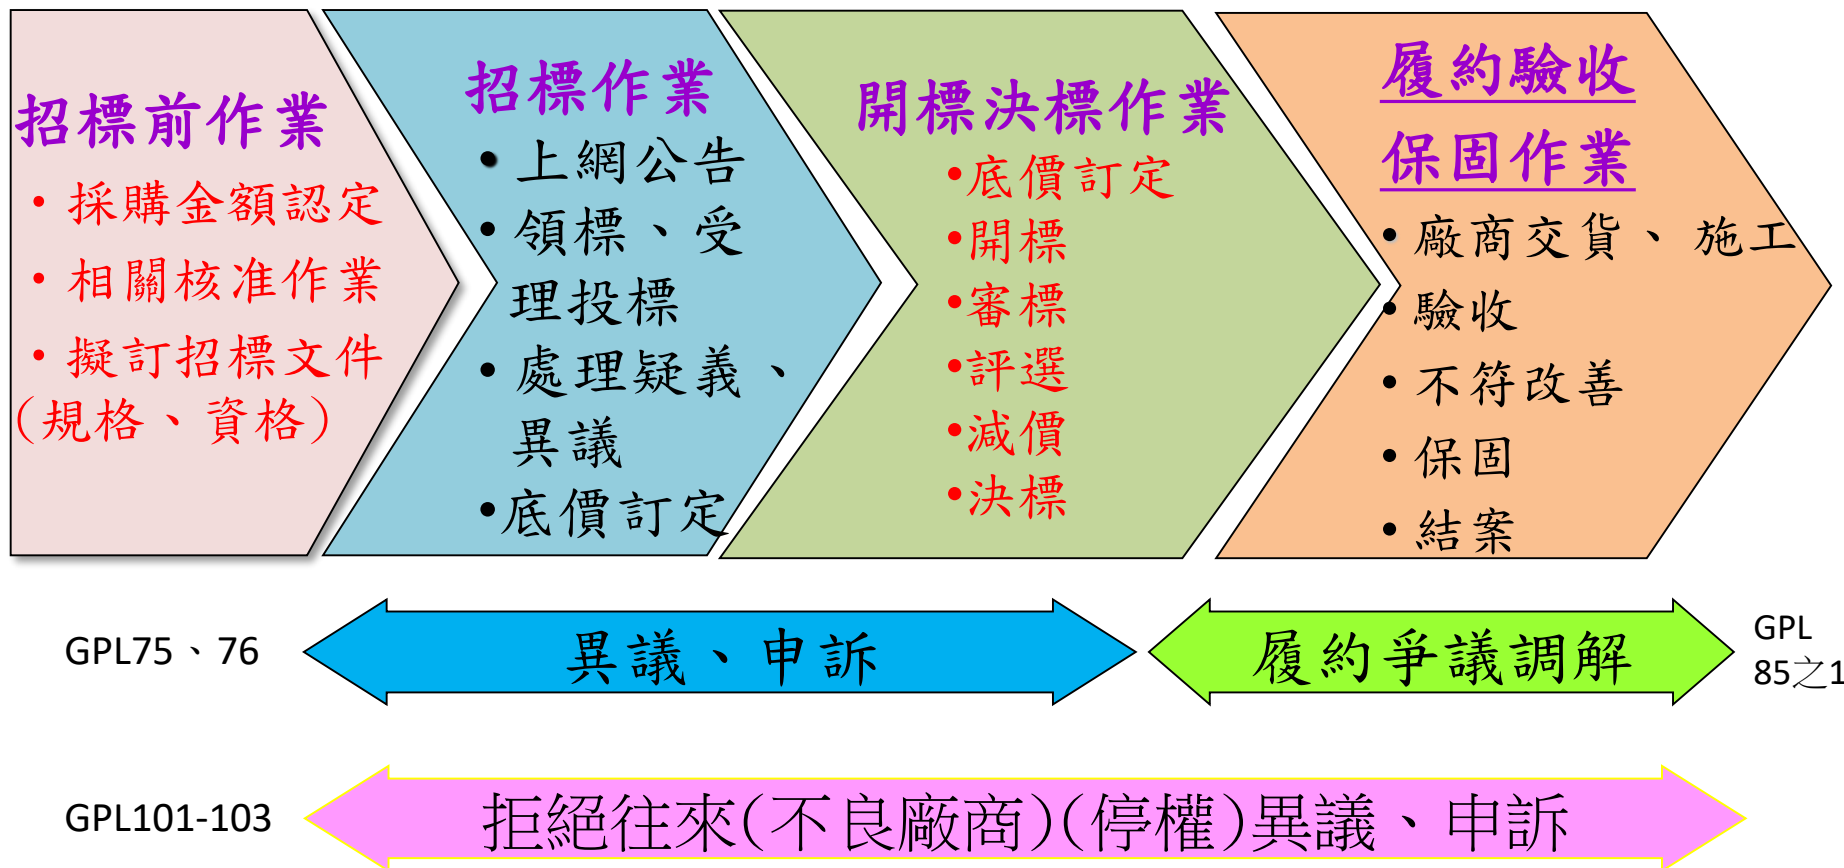 招標前作業
•採購金額認定
•相關核准作業
•擬訂招標文件
(規格、資格)
招標作業
•上網公告
•領標、受
理投標
•處理疑義、
異議
•底價訂定
開標決標作業
•底價訂定
•開標
•審標
•評選
•減價
•決標
履約驗收
保固作業
•廠商交貨、 施工
•驗收
•不符改善
•保固
•結案
GPL75、76
異議、申訴
履約爭議調解
GPL
85之1
GPL101-103
拒絕往來(不良廠商)(停權)異議、申訴